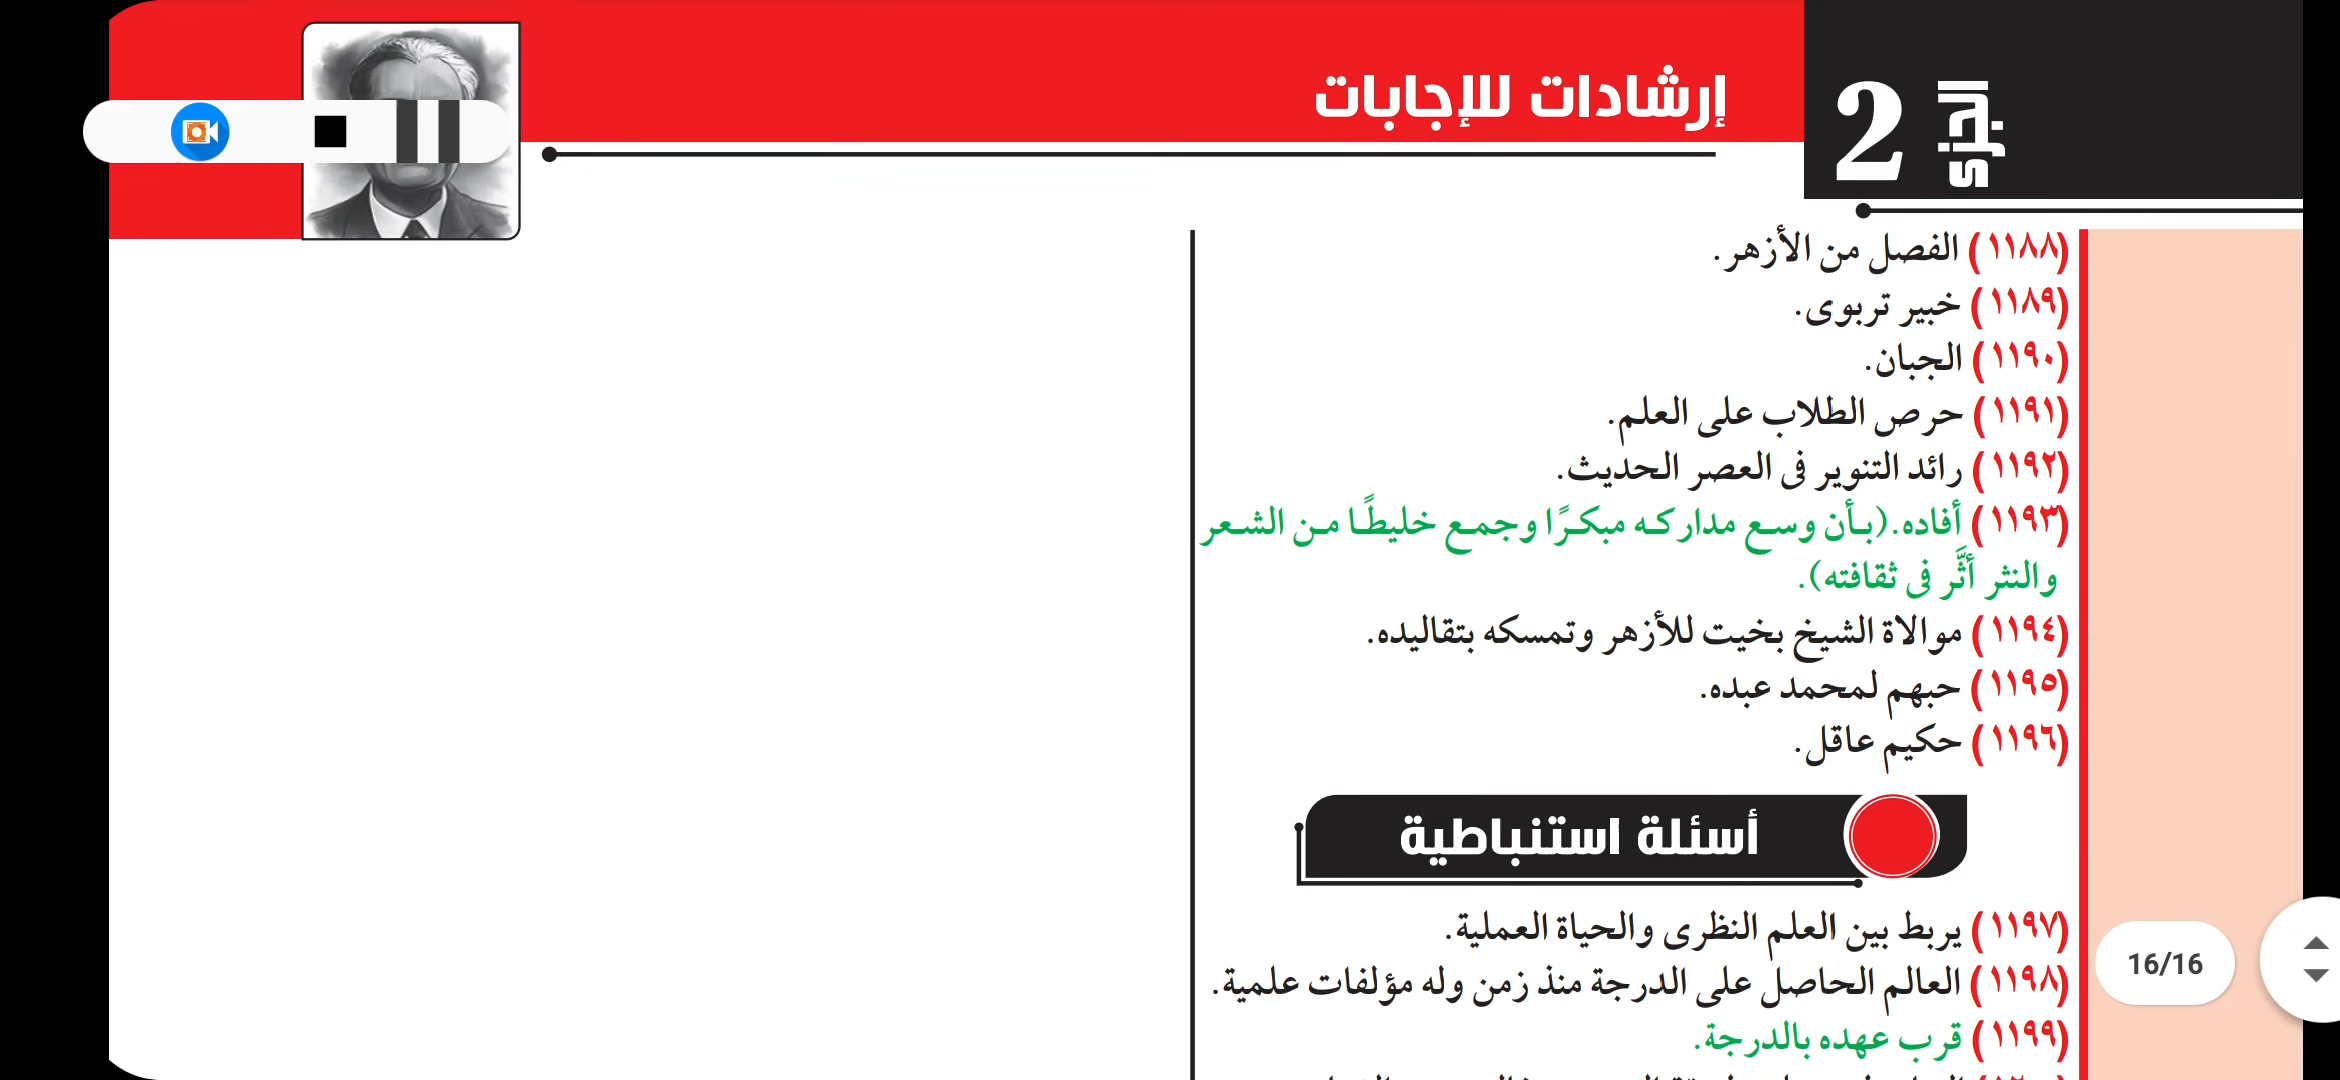 الجزء 2
إرشادات للإجابات
(١١٨٨) الفصل من الأزهر.
(١١٨٩) خبير تربوى.
(١١٩٠) الجبان.
(١١٩١) حرص الطلاب على العلم.
(١١٩٢) رائد التنوير فى العصر الحديث.
(١١٩٣) أفاده. (بأن وسع مداركه مبكرًا وجمع خليطًا من الشعر
والنثر أثَّر فى ثقافته).
(١١٩٤) موالاة الشيخ بخيت للأزهر وتمسكه بتقاليده.
(١١٩٥) حبهم لمحمد عبده.
(١١٩٦) حكيم عاقل.
أسئلة استنباطية
(١١٩٧) يربط بين العلم النظرى والحياة العملية.
(١١٩٨) العالم الحاصل على الدرجة منذ زمن وله مؤلفات علمية.
(١١٩٩) قرب عهده بالدرجة.
16/16